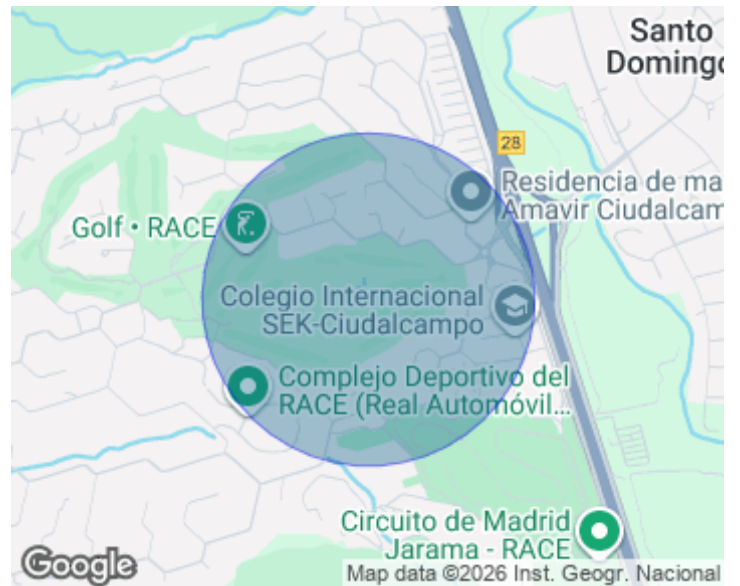 Santo
Domingo
28
Residencia de ma
Amavir Ciudalcam
Golf • RACE
Colegio Internacional
SEK-Ciudalcampo
Complejo Deportivo del
RACE (Real Automóvil...
Circuito de Madrid
Jarama - RACE
Google
Map data ©2026 Inst. Geogr. Nacional